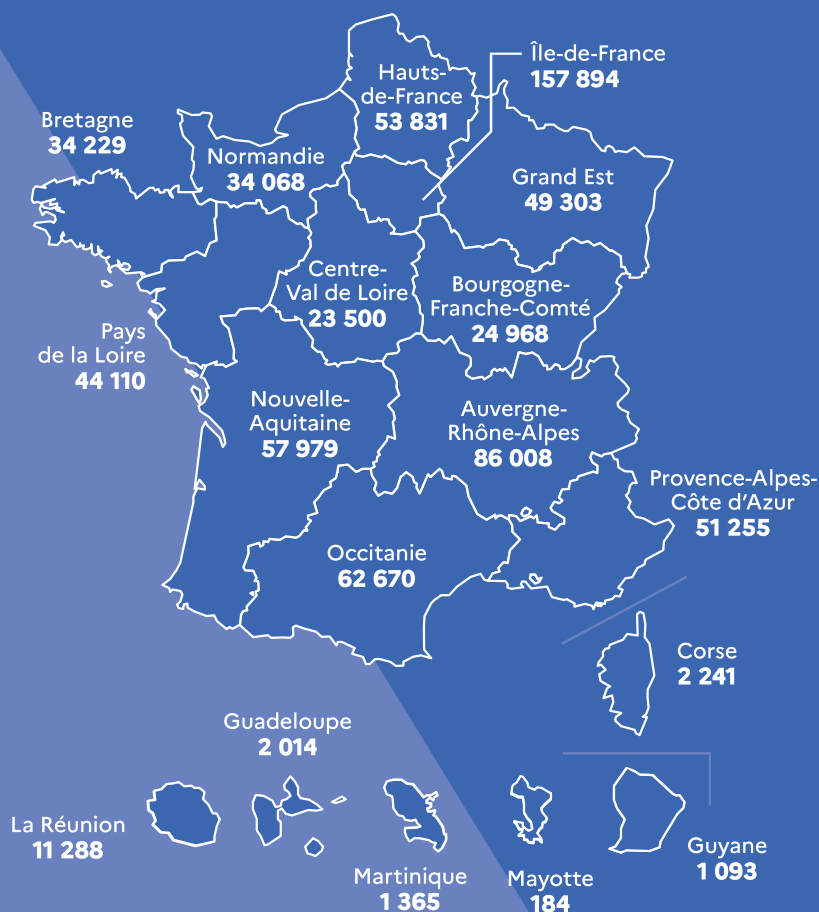 Île-de-France
157 894
Hauts-
de-France
53 831
Bretagne
34 229
Normandie
34 068
Grand Est
49 303
Centre-
Val de Loire
23 500
Bourgogne-
Franche-Comté
24 968
Pays
de la Loire
44 110
Nouvelle-
Aquitaine
57 979
Auvergne-
Rhône-Alpes
86 008
Provence-Alpes-
Côte d’Azur
51 255
Occitanie
62 670
Corse
2 241
Guadeloupe
2 014
La Réunion
11 288
Martinique
1 365
Mayotte
184
Guyane
1 093